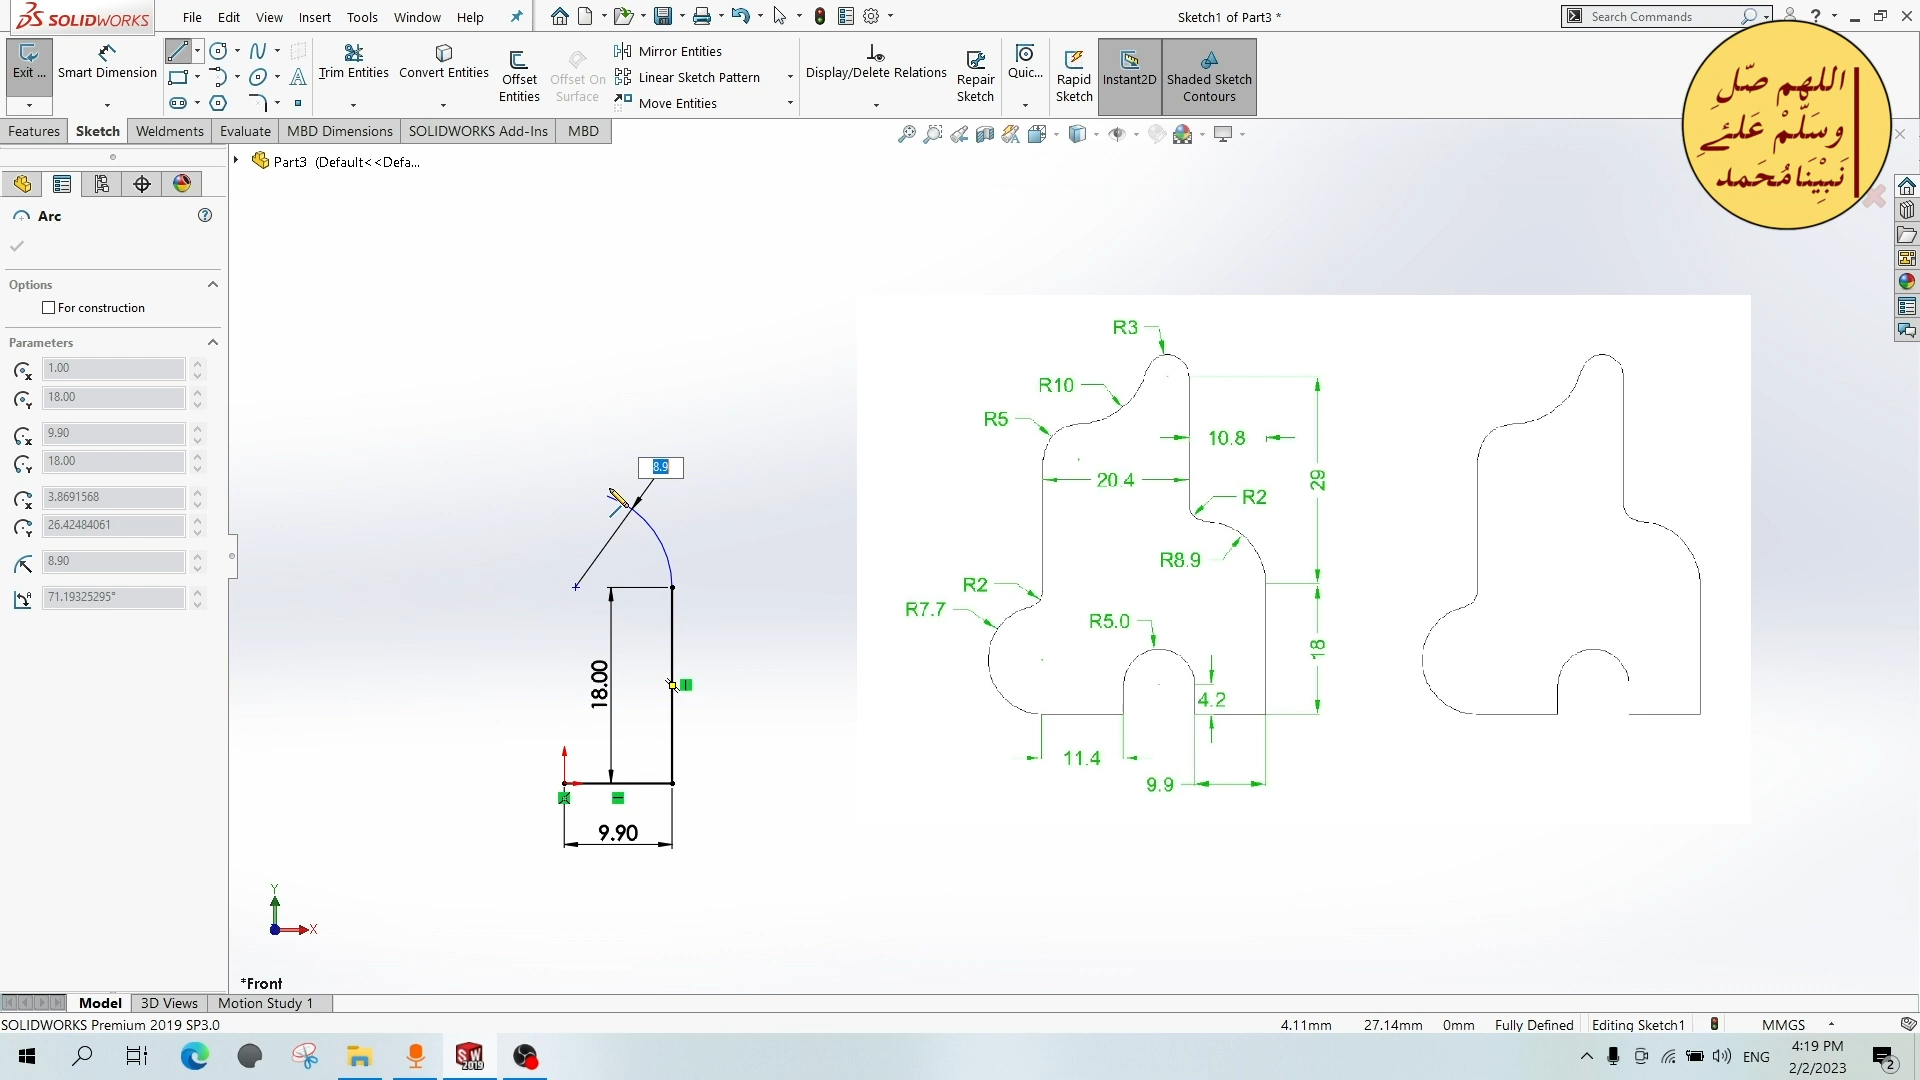 SOLIDWORKS
File Edit View Insert Tools Window Help
Sketch1 of Part3 *
Search Commands
Exit ...
Smart Dimension
Trim Entities
Convert Entities
Offset Entities
Offset On Surface
Mirror Entities
Linear Sketch Pattern
Move Entities
Display/Delete Relations
Repair Sketch
Quic...
Rapid Sketch
Instant2D
Shaded Sketch Contours
Features Sketch Weldments Evaluate MBD Dimensions SOLIDWORKS Add-Ins MBD
اللهم صّلِ
وسَلّمْ عَلىٰ
نَبيِّنَا مُحَمد
Part3 (Default<<Defa...
Arc
Options
For construction
Parameters
1.00
18.00
9.90
18.00
3.8691568
26.42484061
8.90
71.19325295°
8.9
18.00
9.90
R3
R10
R5
10.8
20.4
29
R2
R8.9
R2
R7.7
R5.0
18
4.2
11.4
9.9
Y
X
*Front
Model 3D Views Motion Study 1
SOLIDWORKS Premium 2019 SP3.0
4.11mm 27.14mm 0mm Fully Defined Editing Sketch1 MMGS
SW
2019
ENG
4:19 PM
2/2/2023
2